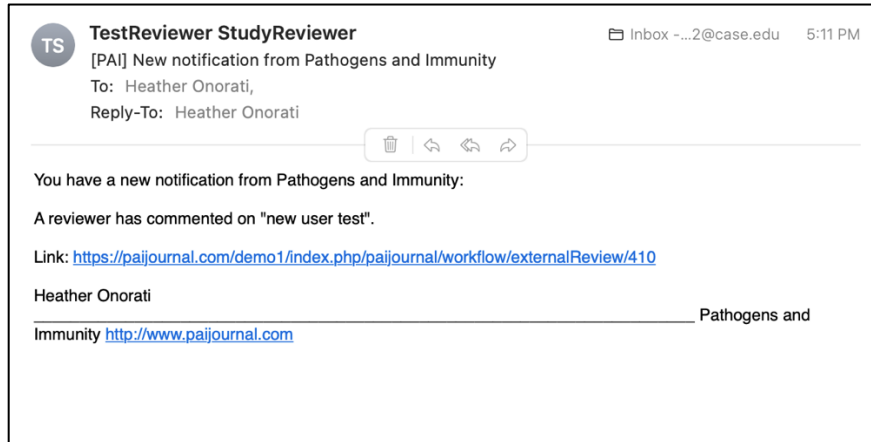 TS
TestReviewer StudyReviewer
Inbox -...2@case.edu 5:11 PM
[PAI] New notification from Pathogens and Immunity
To: Heather Onorati,
Reply-To: Heather Onorati
You have a new notification from Pathogens and Immunity:
A reviewer has commented on "new user test".
Link: https://paijournal.com/demo1/index.php/paijournal/workflow/externalReview/410
Heather Onorati
________________________________________________________________________ Pathogens and
Immunity http://www.paijournal.com